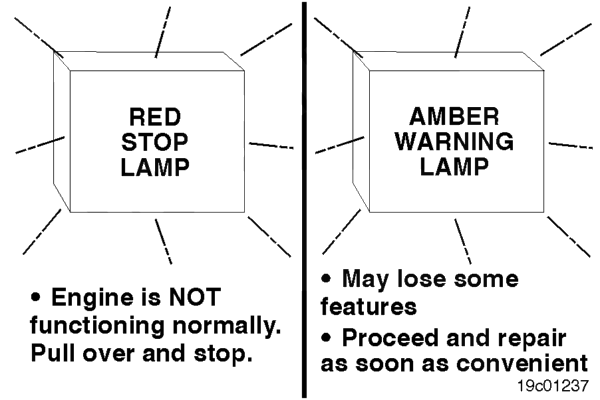 RED
STOP
LAMP
• Engine is NOT
functioning normally.
Pull over and stop.
AMBER
WARNING
LAMP
• May lose some
features
• Proceed and repair
as soon as convenient
19c01237